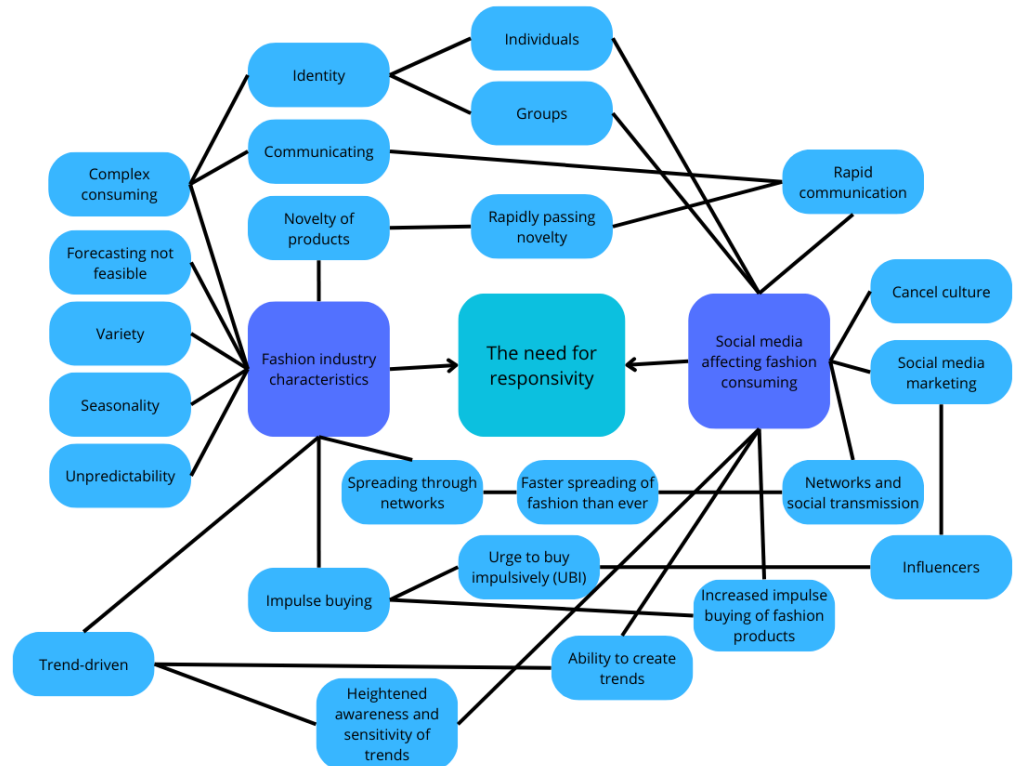 Individuals
Identity
Groups
Communicating
Complex
consuming
Rapid
communication
Novelty of
products
Rapidly passing
novelty
Forecasting not
feasible
Cancel culture
Variety
Fashion industry
characteristics
The need for
responsivity
Social media
affecting fashion
consuming
Social media
marketing
Seasonality
Unpredictability
Spreading through
networks
Faster spreading of
fashion than ever
Networks and
social transmission
Urge to buy
impulsively (UBI)
Influencers
Impulse buying
Increased impulse
buying of fashion
products
Trend-driven
Ability to create
trends
Heightened
awareness and
sensitivity of
trends